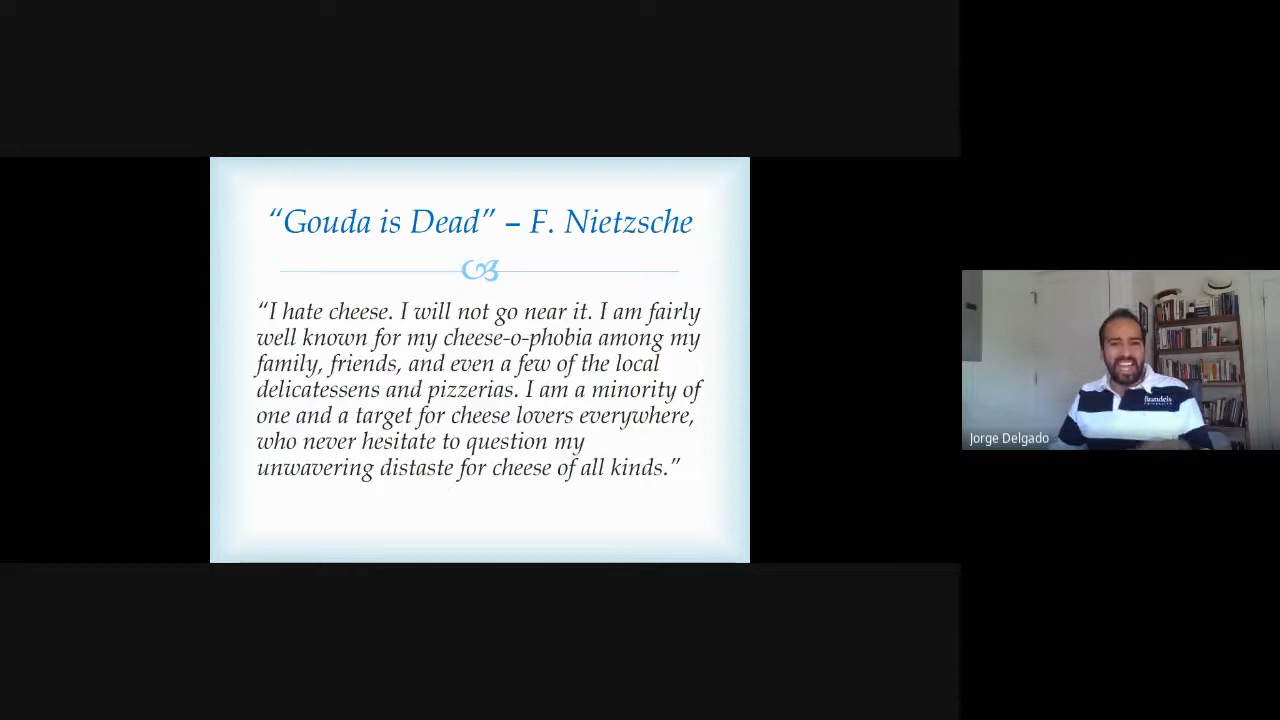 “Gouda is Dead” – F. Nietzsche
“I hate cheese. I will not go near it. I am fairly
well known for my cheese-o-phobia among my
family, friends, and even a few of the local
delicatessens and pizzerias. I am a minority of
one and a target for cheese lovers everywhere,
who never hesitate to question my
unwavering distaste for cheese of all kinds.”
Brandeis
Jorge Delgado